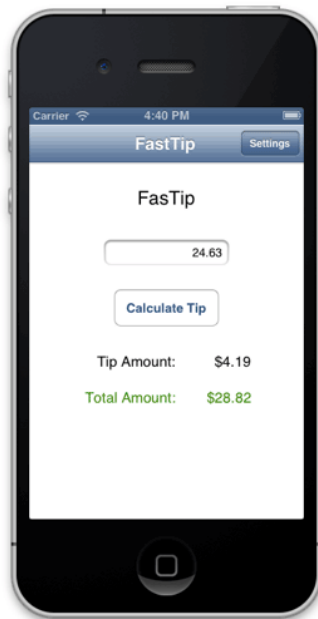 Carrier 4:40 PM
FastTip Settings
FasTip
24.63
Calculate Tip
Tip Amount: $4.19
Total Amount: $28.82